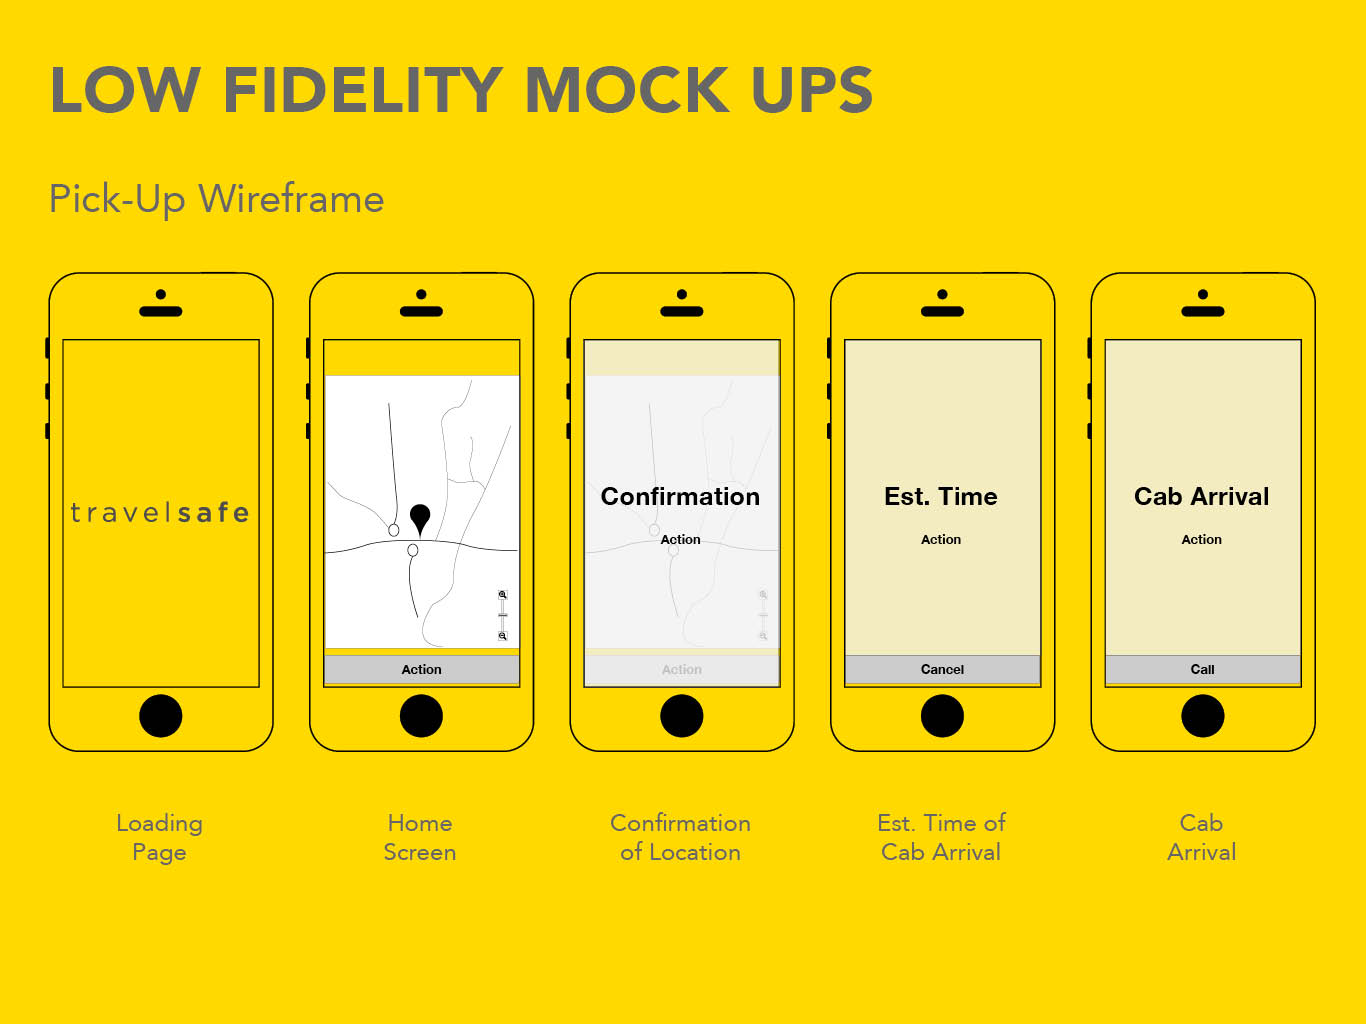 LOW FIDELITY MOCK UPS
Pick-Up Wireframe
travelsafe
Action
Confirmation
Action
Action
Est. Time
Action
Cancel
Cab Arrival
Action
Call
Loading
Page
Home
Screen
Confirmation
of Location
Est. Time of
Cab Arrival
Cab
Arrival